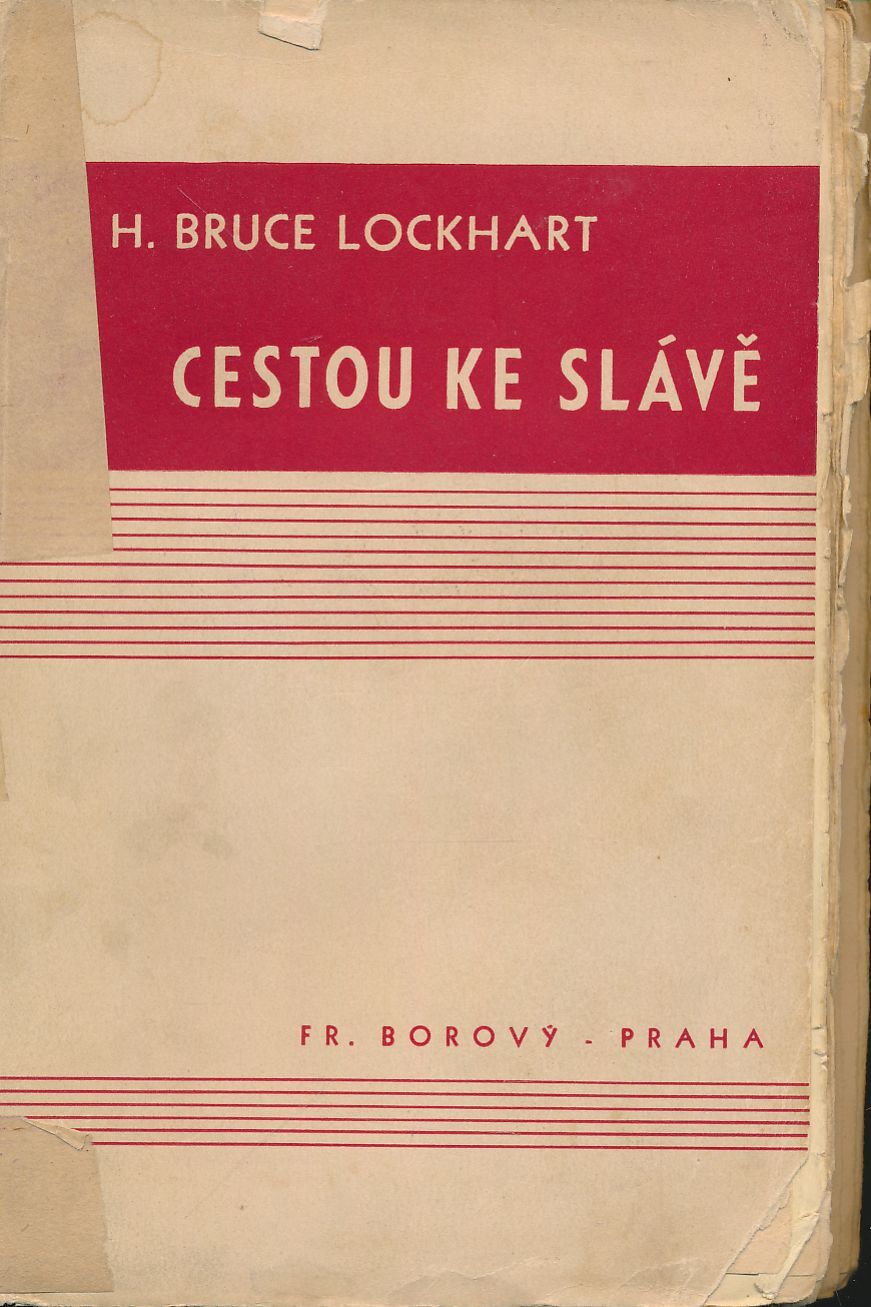 H. BRUCE LOCKHART
CESTOU KE SLÁVĚ
FR. BOROVÝ - PRAHA